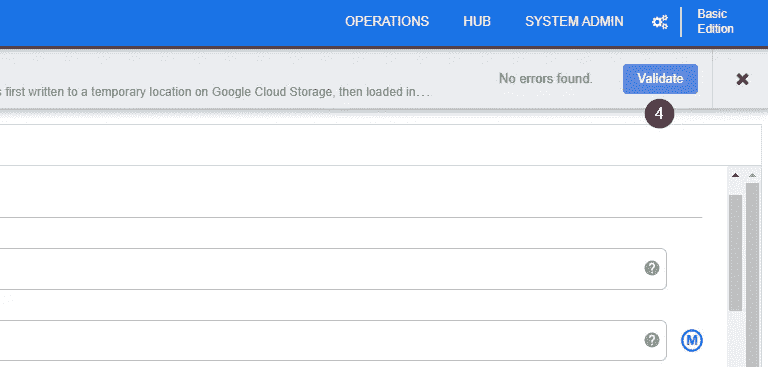 OPERATIONS HUB SYSTEM ADMIN Basic Edition
No errors found. Validate
s first written to a temporary location on Google Cloud Storage, then loaded in...
4
M